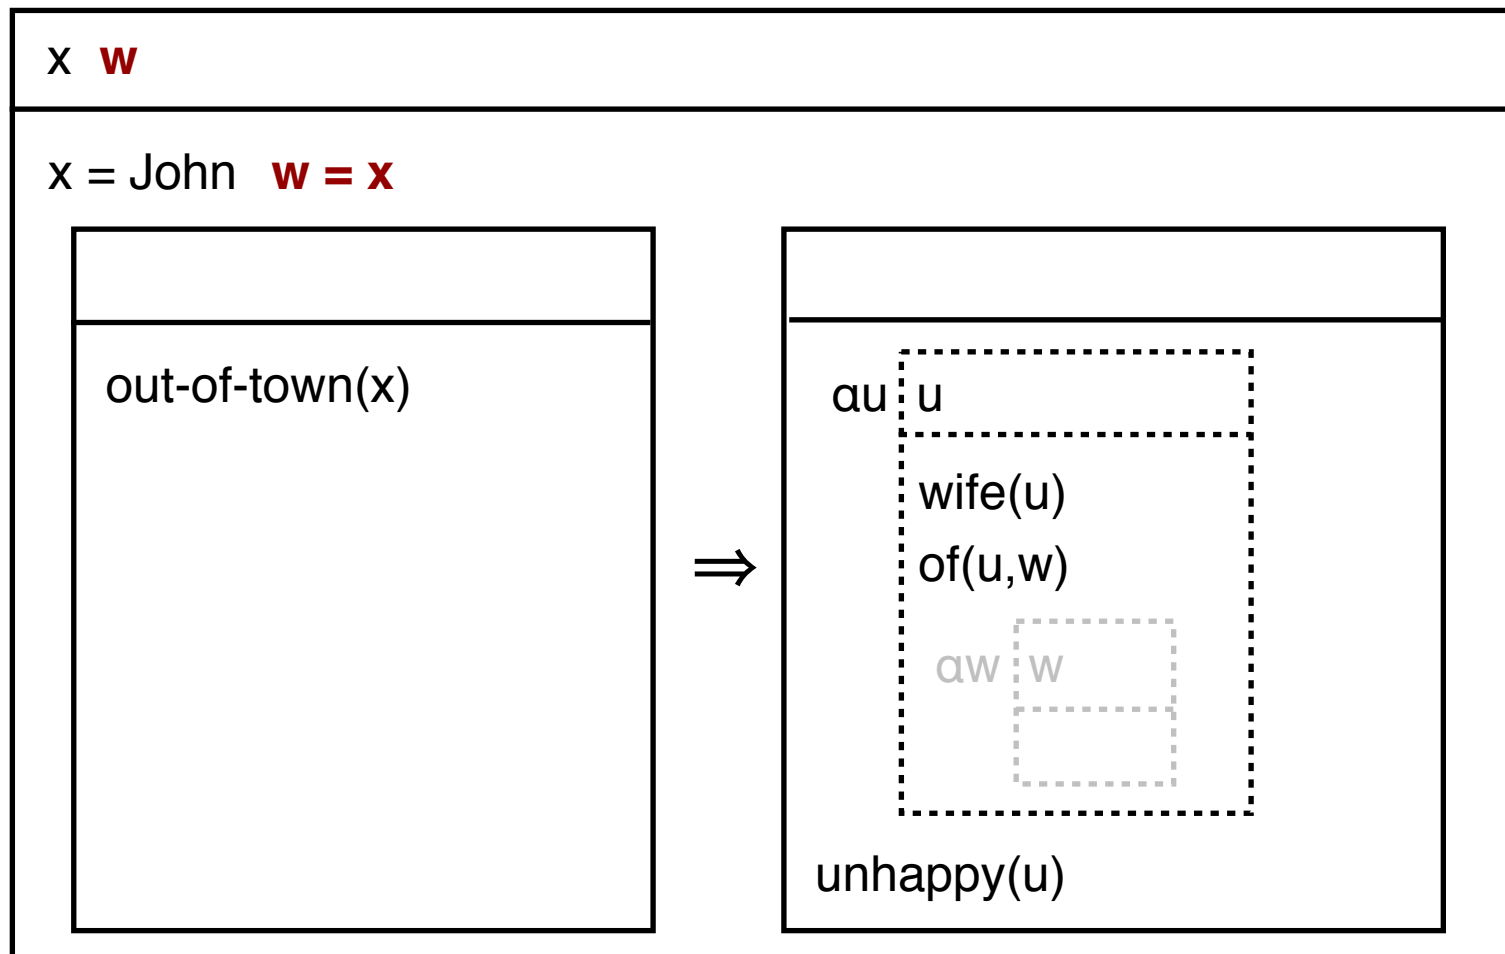 x w
x = John w = x
out-of-town(x)
⇒
αu u
wife(u)
of(u,w)
αw w
unhappy(u)